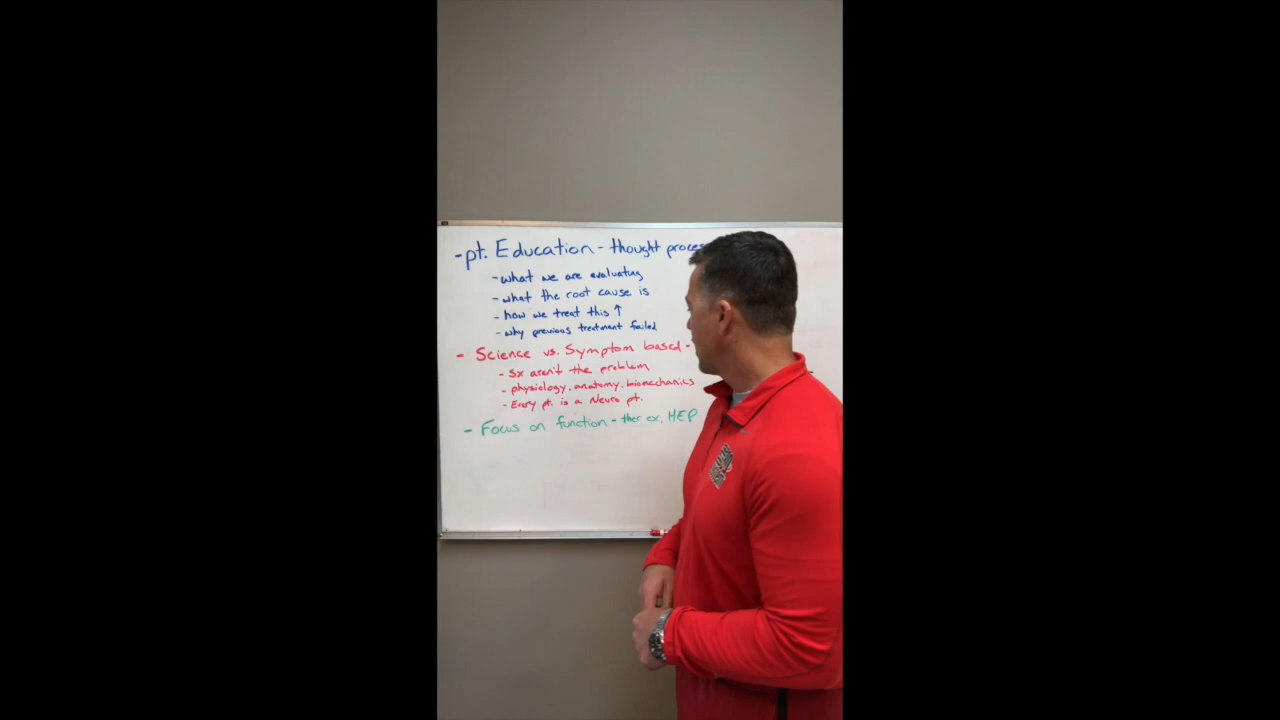 - pt. Education - thought proces
- what we are evaluating
- what the root cause is
- how we treat this ↑
- why previous treatment failed
- Science vs. Symptom based -
- Sx aren't the problem
- physiology, anatomy, biomechanics
- Every pt. is a Neuro pt.
- Focus on function - ther ex, HEP